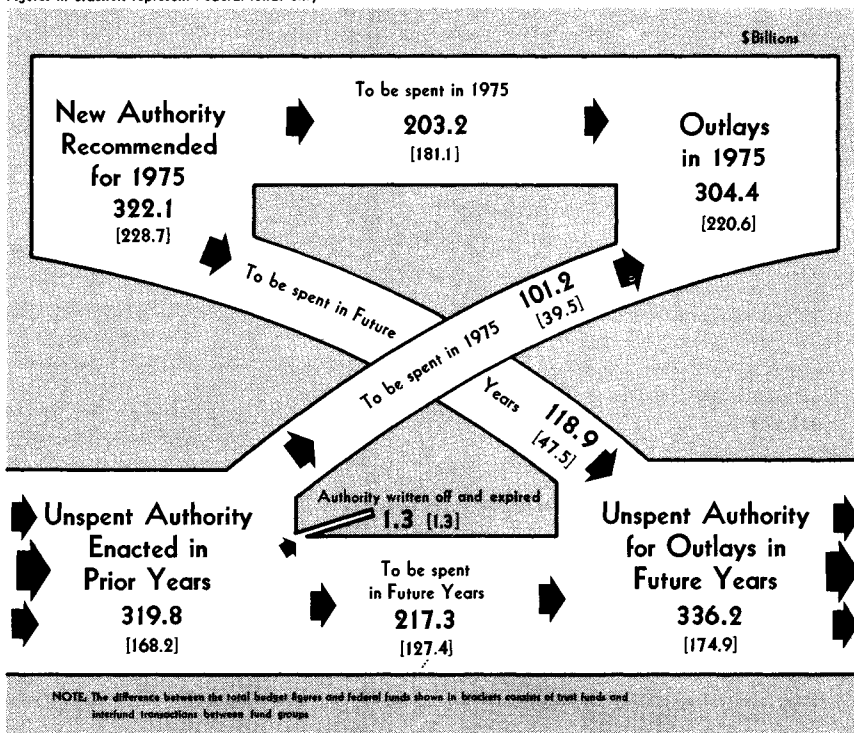 $ Billions
New Authority
Recommended
for 1975
322.1
[228.7]
To be spent in 1975
203.2
[181.1]
Outlays
in 1975
304.4
[220.6]
To be spent in Future
Years
118.9
[47.5]
To be spent in 1975
101.2
[39.5]
Authority written off and expired
1.3 [1.3]
Unspent Authority
Enacted in
Prior Years
319.8
[168.2]
To be spent
in Future Years
217.3
[127.4]
Unspent Authority
for Outlays in
Future Years
336.2
[174.9]
NOTE: The difference between the total budget figures and federal funds shown in brackets consists of trust funds and
interfund transactions between fund groups